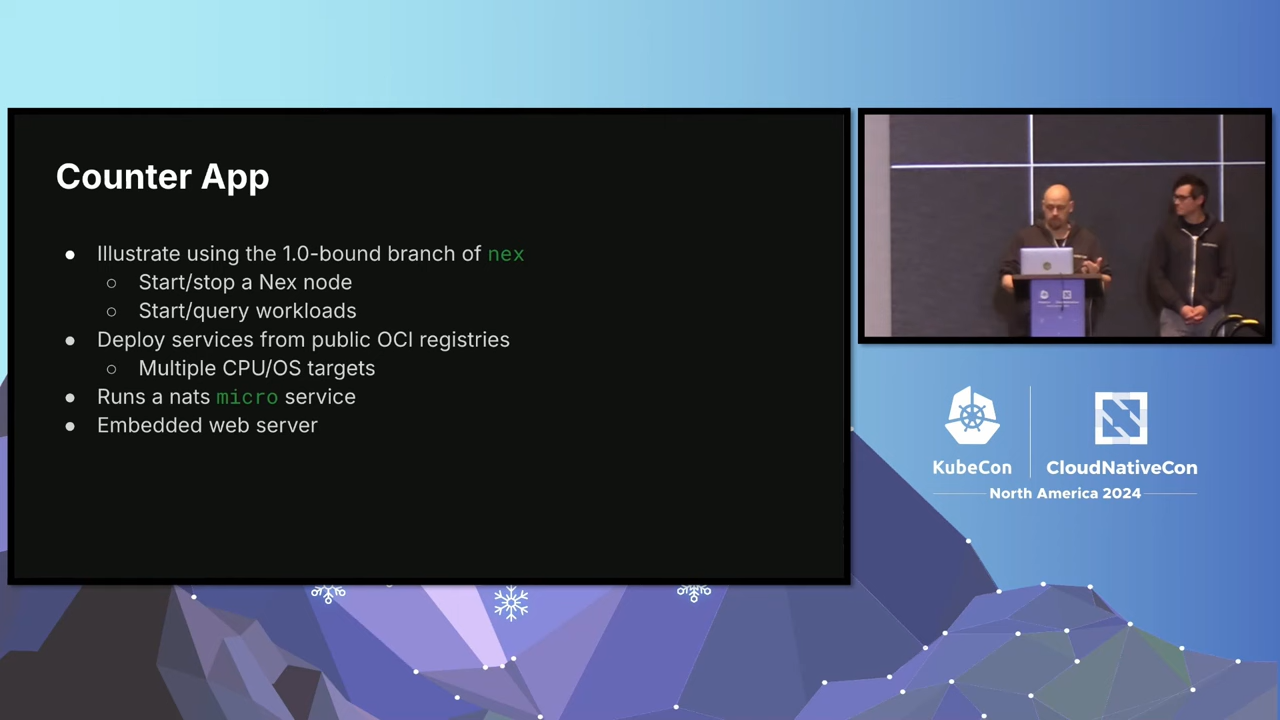 Counter App
● Illustrate using the 1.0-bound branch of nex
○ Start/stop a Nex node
○ Start/query workloads
● Deploy services from public OCI registries
○ Multiple CPU/OS targets
● Runs a nats micro service
● Embedded web server
KubeCon
CloudNativeCon
North America 2024